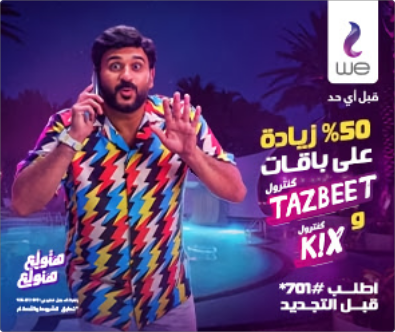 we
قبل أي حد
50% زيادة
على باقات
كنترول
TAZBEET
و
كنترول
KIX
اطلب #701*
قبل التجديد
هنولع
هنولع